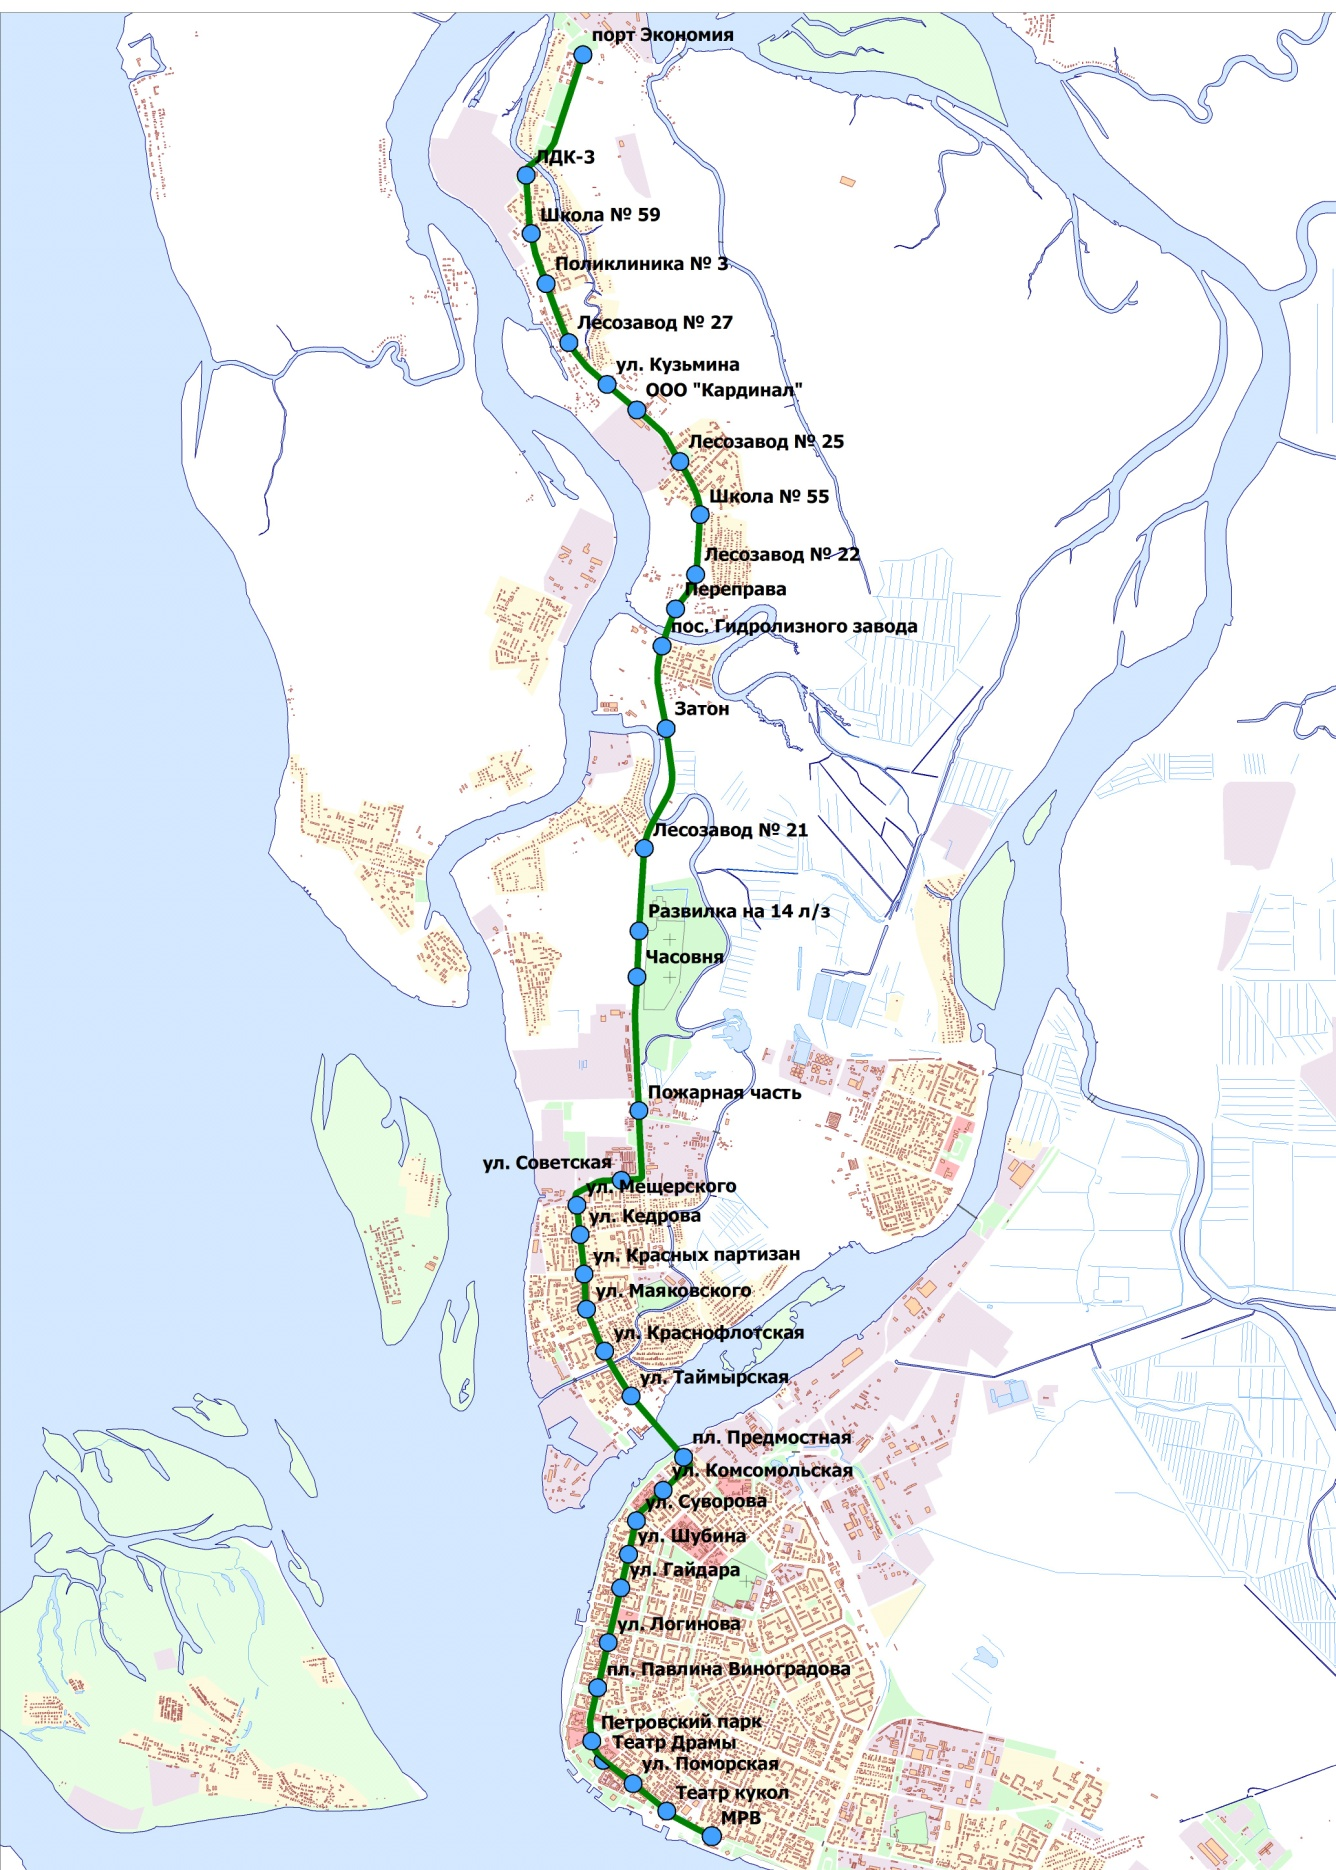 порт Экономия
ЛДК-3
Школа № 59
Поликлиника № 3
Лесозавод № 27
ул. Кузьмина
ООО "Кардинал"
Лесозавод № 25
Школа № 55
Лесозавод № 22
Переправа
пос. Гидролизного завода
Затон
Лесозавод № 21
Развилка на 14 л/з
Часовня
Пожарная часть
ул. Советская
ул. Мещерского
ул. Кедрова
ул. Красных партизан
ул. Маяковского
ул. Краснофлотская
ул. Таймырская
пл. Предмостная
ул. Комсомольская
ул. Суворова
ул. Шубина
ул. Гайдара
ул. Логинова
пл. Павлина Виноградова
Петровский парк
Театр Драмы
ул. Поморская
Театр кукол
МРВ